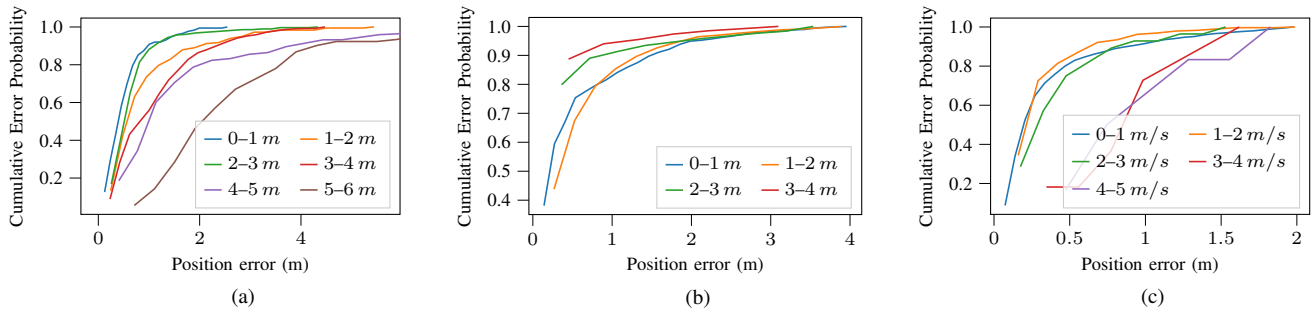 Cumulative Error Probability
1.0
0.8
0.6
0.4
0.2
0–1 m
1–2 m
2–3 m
3–4 m
4–5 m
5–6 m
0
2
4
Position error (m)
(a)
Cumulative Error Probability
1.0
0.9
0.8
0.7
0.6
0.5
0.4
0–1 m
1–2 m
2–3 m
3–4 m
0
1
2
3
4
Position error (m)
(b)
Cumulative Error Probability
1.0
0.8
0.6
0.4
0.2
0–1 m/s
1–2 m/s
2–3 m/s
3–4 m/s
4–5 m/s
0
0.5
1
1.5
2
Position error (m)
(c)